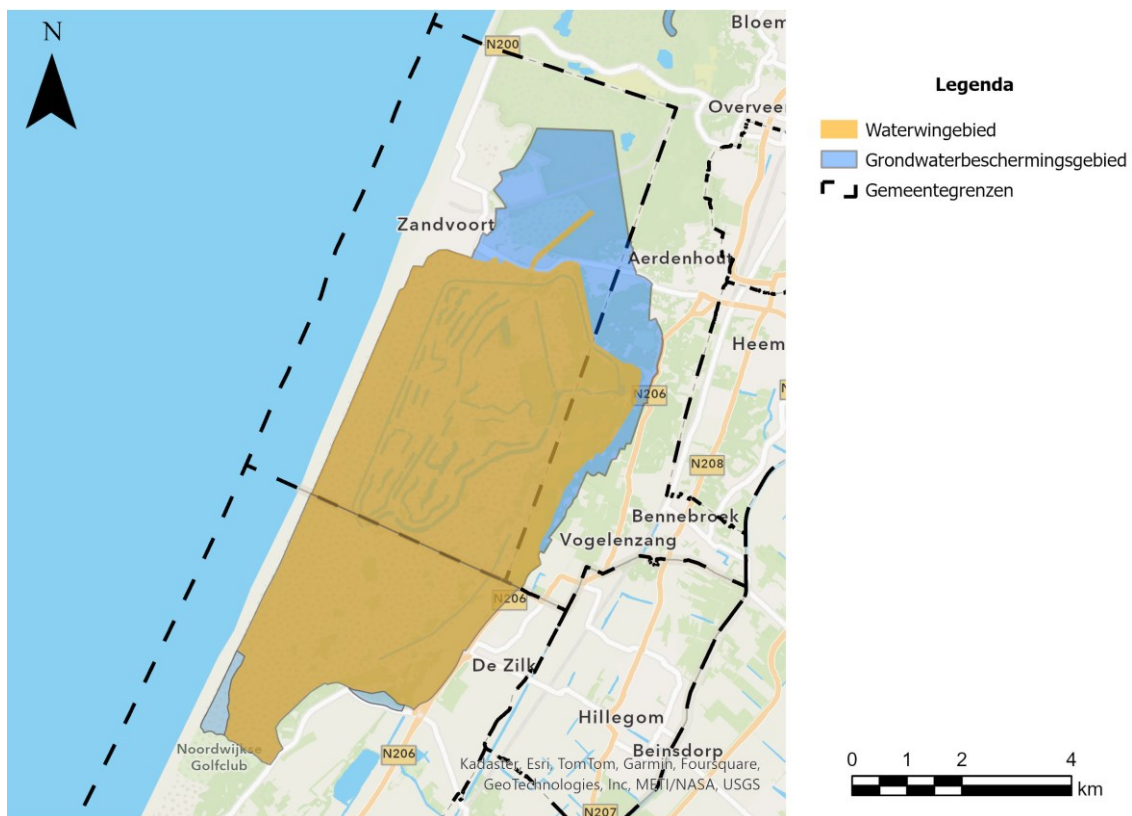 N
N200
Bloem
Overveen
Zandvoort
Aerdenhout
Heem
N206
N208
Bennebroek
Vogelenzang
N206
De Zilk
Hillegom
Noordwijkse
Golfclub
N206
Beinsdorp
Kadaster, Esri, TomTom, Garmin, Foursquare,
GeoTechnologies, Inc, METI/NASA, USGS
N207
Legenda
Waterwingebied
Grondwaterbeschermingsgebied
Gemeentegrenzen
0 1 2 4
km